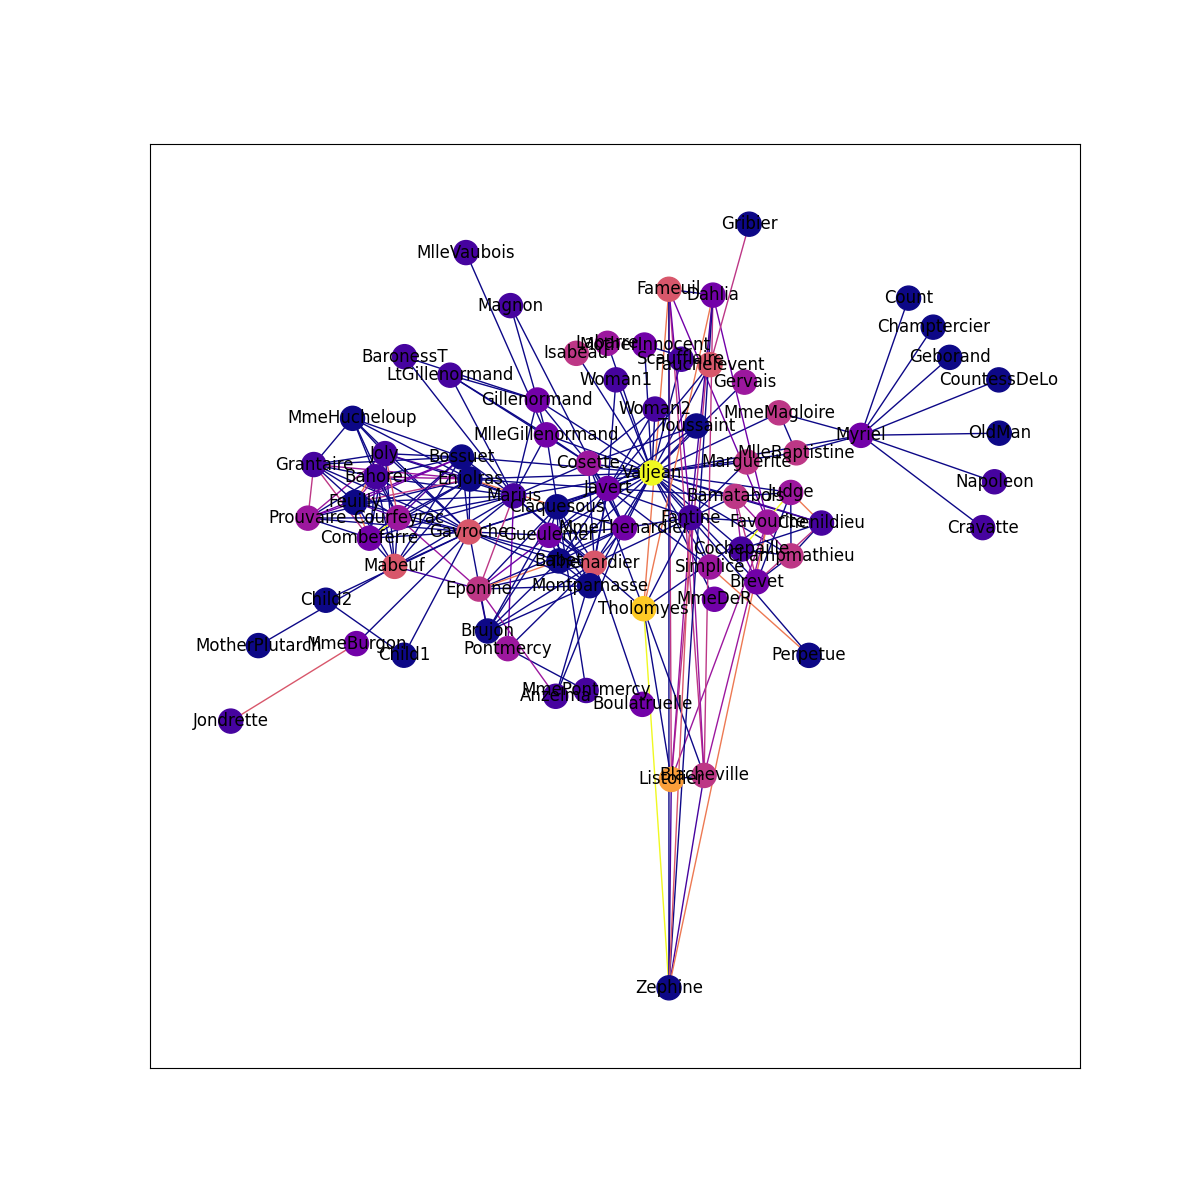 Gribier
MlleVaubois
Fameuil
Dahlia
Count
Magnon
Champtercier
Labarre
MotherInnocent
Isabeau
Scaufflaire
BaronessT
Geborand
Fauchelevent
LtGillenormand
Woman1
Gervais
CountessDeLo
Gillenormand
Woman2
MmeMagloire
MmeHucheloup
Toussaint
MlleGillenormand
Myriel
OldMan
Joly
MlleBaptistine
Bossuet
Grantaire
Cosette
Marguerite
Valjean
Bahorel
Enjolras
Napoleon
Javert
Judge
Marius
Bamatabois
Feuilly
Claquesous
Prouvaire
Courfeyrac
Fantine
Favourite
Chenildieu
Cravatte
MmeThenardier
Gavroche
Gueulemer
Combeferre
Cochepaille
Champmathieu
Babet
Thenardier
Mabeuf
Simplice
Brevet
Montparnasse
Eponine
Child2
MmeDeR
Tholomyes
Brujon
MotherPlutarch
MmeBurgon
Pontmercy
Child1
Perpetue
MmePontmercy
Anzelma
Boulatruelle
Jondrette
Listolier
Blacheville
Zephine